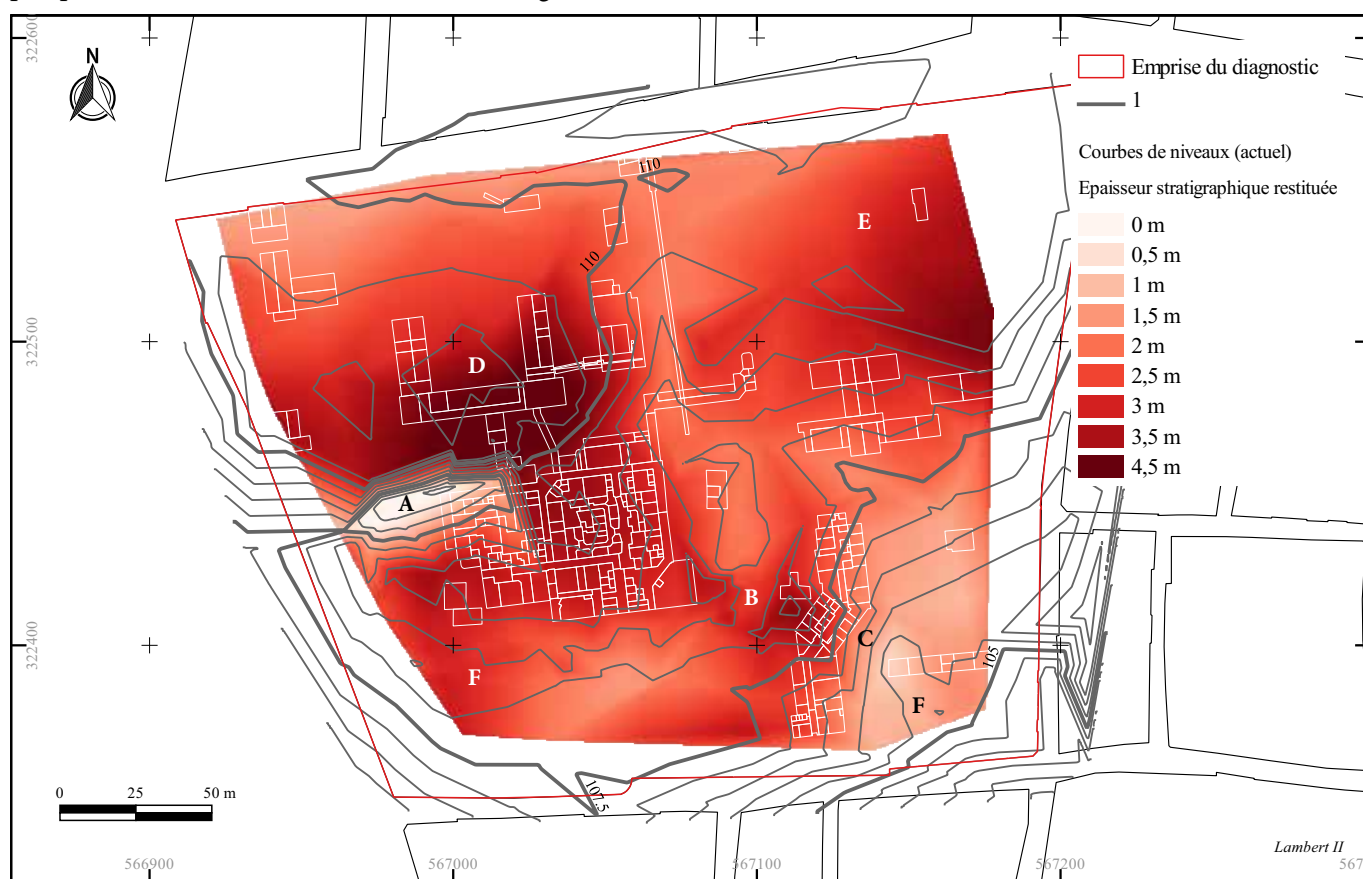 322600
N
Emprise du diagnostic
1
Courbes de niveaux (actuel)
Epaisseur stratigraphique restituée
0 m
0,5 m
1 m
1,5 m
2 m
2,5 m
3 m
3,5 m
4,5 m
110
E
110
322500
D
A
B
C
322400
F
105
F
107.5
0 25 50 m
Lambert II
566900
567000
567100
567200